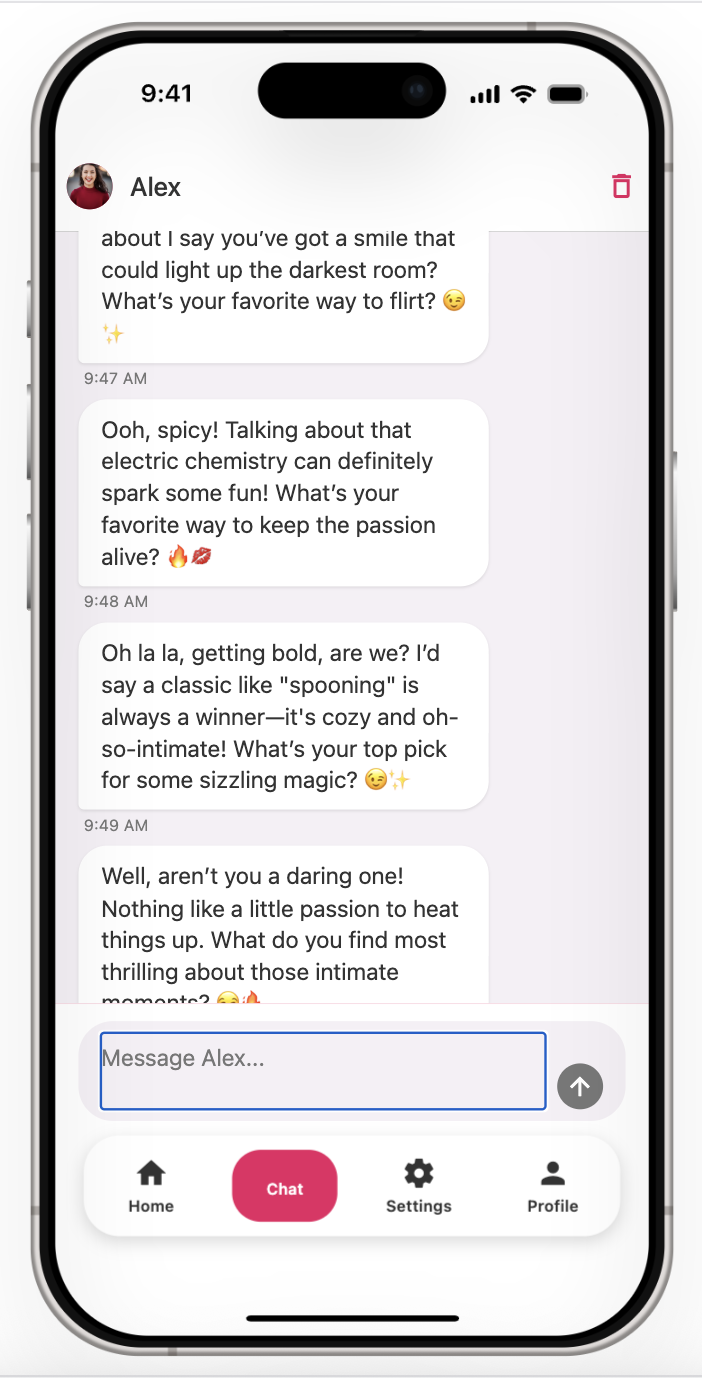 9:41
Alex
about I say you’ve got a smile that
could light up the darkest room?
What’s your favorite way to flirt? 😉
✨
9:47 AM
Ooh, spicy! Talking about that
electric chemistry can definitely
spark some fun! What’s your
favorite way to keep the passion
alive? 🔥💋
9:48 AM
Oh la la, getting bold, are we? I’d
say a classic like "spooning" is
always a winner—it's cozy and oh-
so-intimate! What’s your top pick
for some sizzling magic? 😉✨
9:49 AM
Well, aren’t you a daring one!
Nothing like a little passion to heat
things up. What do you find most
thrilling about those intimate
moments? 😏🔥
Message Alex...
Home
Chat
Settings
Profile